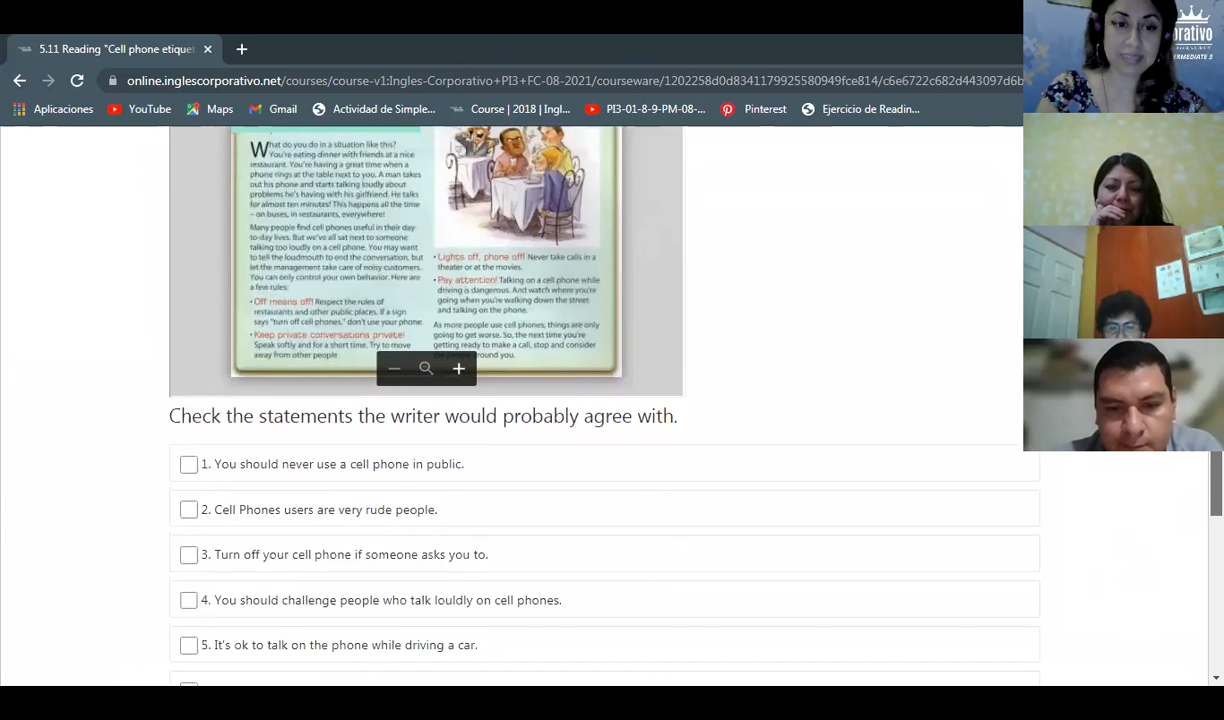 5.11 Reading "Cell phone etique
online.inglescorporativo.net/courses/course-v1:Ingles-Corporativo+PI3+FC-08-2021/courseware/1202258d0d8341179925580949fce814/c6e6722c682d443097d6b
Aplicaciones YouTube Maps Gmail Actividad de Simple... Course | 2018 | Ingl... PI3-01-8-9-PM-08-... Pinterest Ejercicio de Readin...
orativo
RMEDIATE 3
What do you do in a situation like this?
You're eating dinner with friends at a nice
restaurant. You're having a great time when a
phone rings at the table next to you. A man takes
out his phone and starts talking loudly about
problems he's having with his girlfriend. He talks
for almost ten minutes! This happens all the time
– on buses, in restaurants, everywhere!
Many people find cell phones useful in their day-
to-day lives. But we've all sat next to someone
talking too loudly on a cell phone. You may want
to tell the loudmouth to end the conversation, but
let the management take care of noisy customers.
You can only control your own behavior. Here are
a few rules:
• Off means off! Respect the rules of
restaurants and other public places. If a sign
says "turn off cell phones," don't use your phone.
• Keep private conversations private!
Speak softly and for a short time. Try to move
away from other people
• Lights off, phone off! Never take calls in a
theater or at the movies.
• Pay attention! Talking on a cell phone while
driving is dangerous. And watch where you're
going when you're walking down the street
and talking on the phone.
As more people use cell phones, things are only
going to get worse. So, the next time you're
getting ready to make a call, stop and consider
the people around you.
Check the statements the writer would probably agree with.
1. You should never use a cell phone in public.
2. Cell Phones users are very rude people.
3. Turn off your cell phone if someone asks you to.
4. You should challenge people who talk louldly on cell phones.
5. It's ok to talk on the phone while driving a car.